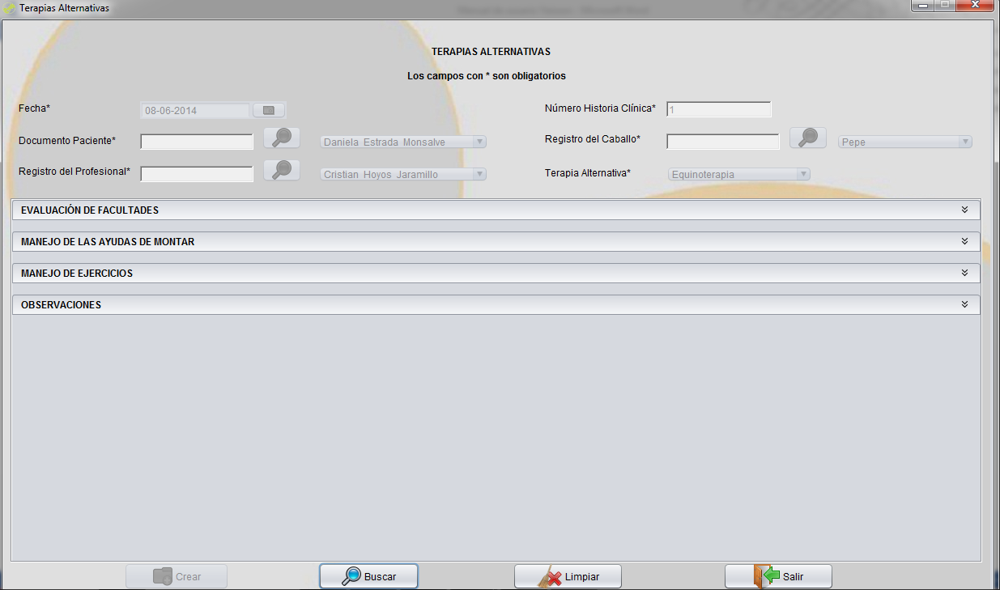 Terapias Alternativas
TERAPIAS ALTERNATIVAS
Los campos con * son obligatorios
Fecha* 08-06-2014 Número Historia Clínica* 1
Documento Paciente* Daniela Estrada Monsalve Registro del Caballo* Pepe
Registro del Profesional* Cristian Hoyos Jaramillo Terapia Alternativa* Equinoterapia
EVALUACIÓN DE FACULTADES
MANEJO DE LAS AYUDAS DE MONTAR
MANEJO DE EJERCICIOS
OBSERVACIONES
Crear Buscar Limpiar Salir